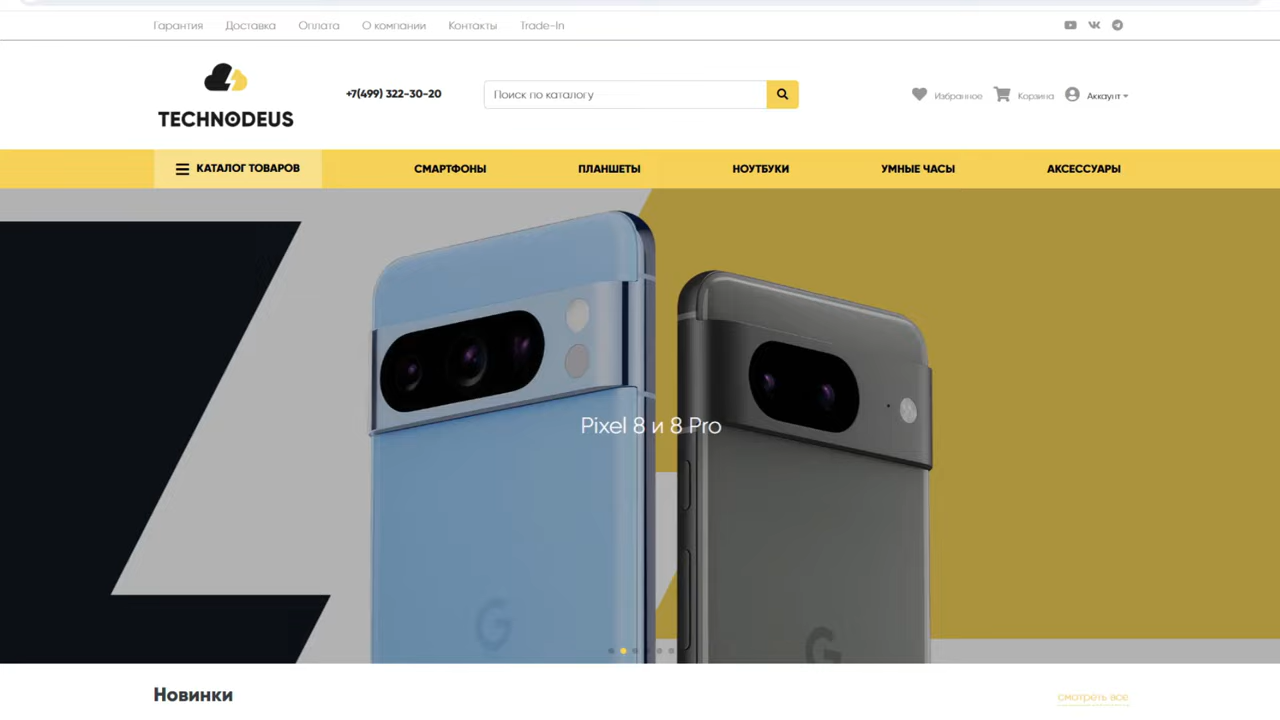 Гарантия Доставка Оплата О компании Контакты Trade-In
TECHNODEUS
+7(499) 322-30-20
Поиск по каталогу
Избранное Корзина Аккаунт
КАТАЛОГ ТОВАРОВ СМАРТФОНЫ ПЛАНШЕТЫ НОУТБУКИ УМНЫЕ ЧАСЫ АКСЕССУАРЫ
Pixel 8 и 8 Pro
G
G
Новинки
смотреть все